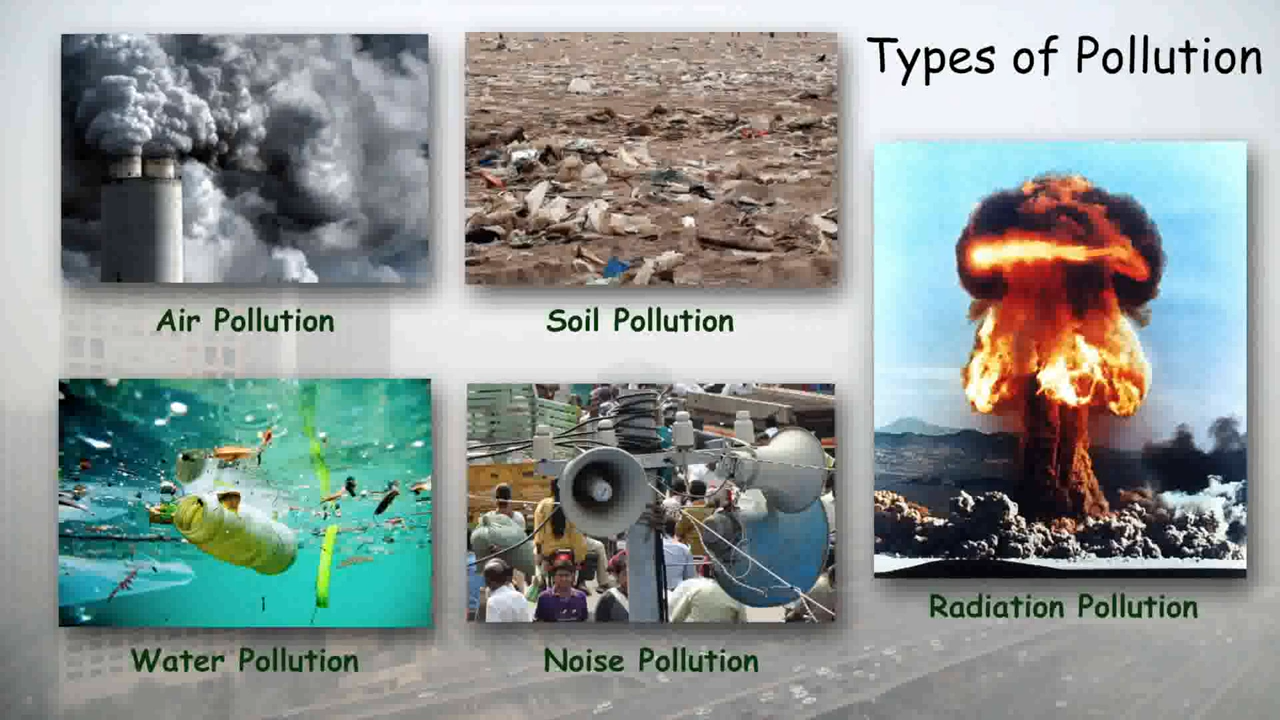 Types of Pollution
Air Pollution
Soil Pollution
Water Pollution
Noise Pollution
Radiation Pollution